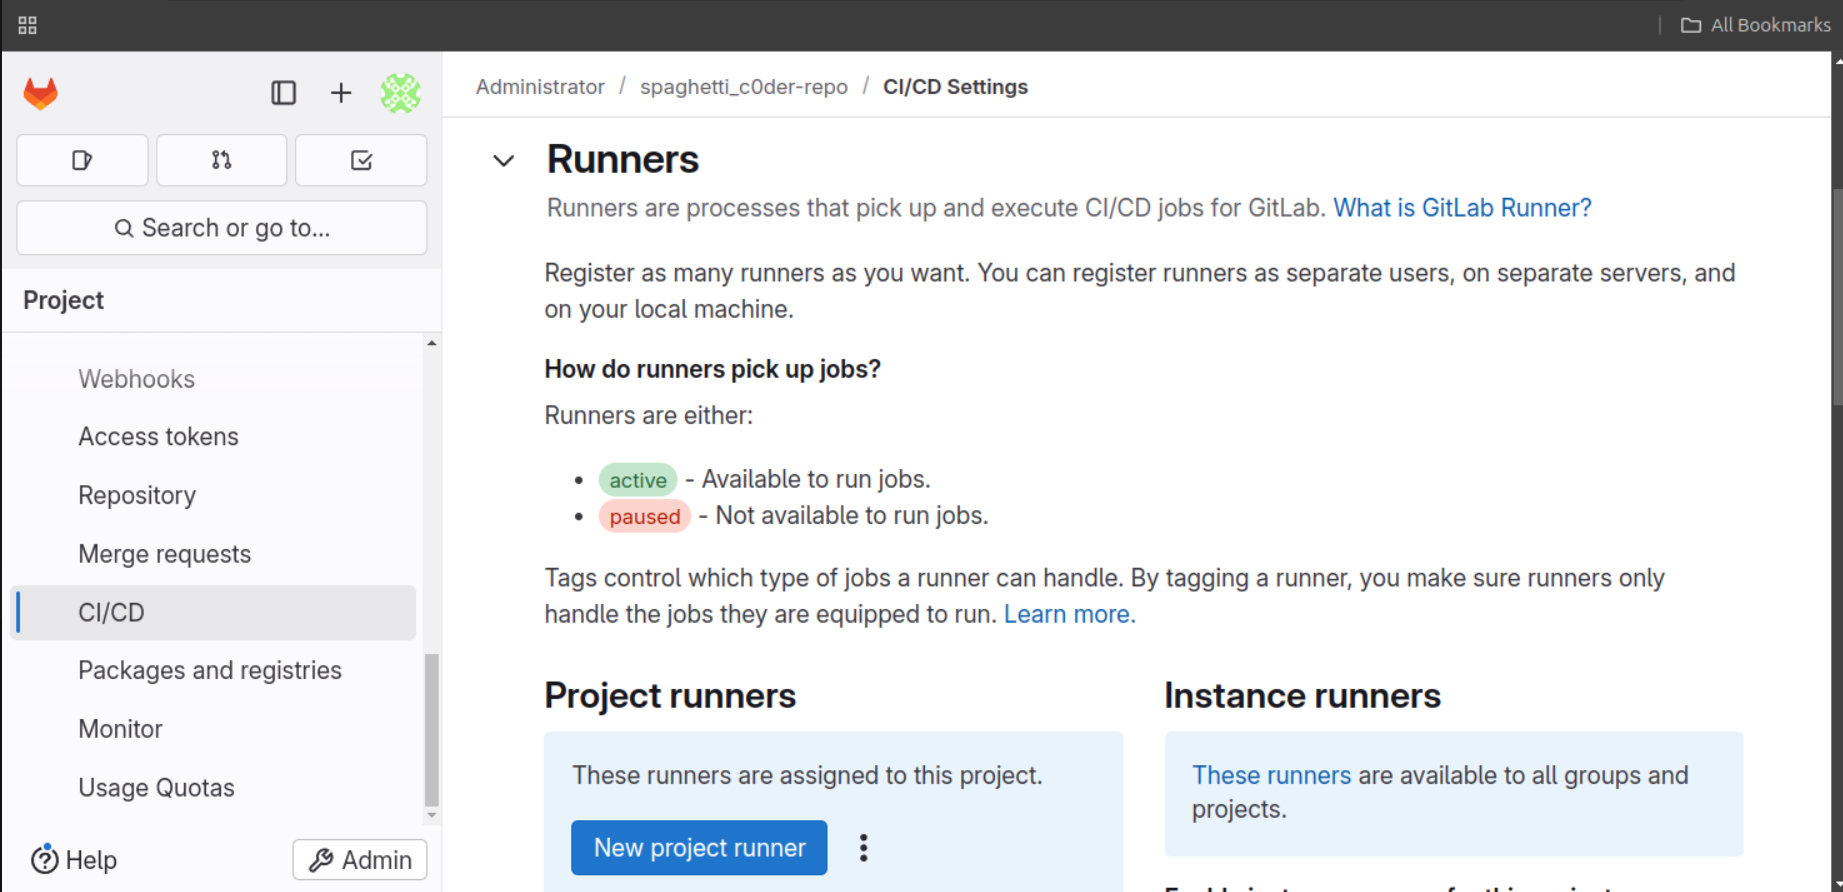 All Bookmarks
Administrator / spaghetti_c0der-repo / CI/CD Settings
Search or go to...
Project
Webhooks
Access tokens
Repository
Merge requests
CI/CD
Packages and registries
Monitor
Usage Quotas
Help
Admin
Runners
Runners are processes that pick up and execute CI/CD jobs for GitLab. What is GitLab Runner?
Register as many runners as you want. You can register runners as separate users, on separate servers, and
on your local machine.
How do runners pick up jobs?
Runners are either:
• active - Available to run jobs.
• paused - Not available to run jobs.
Tags control which type of jobs a runner can handle. By tagging a runner, you make sure runners only
handle the jobs they are equipped to run. Learn more.
Project runners
These runners are assigned to this project.
New project runner
Instance runners
These runners are available to all groups and
projects.